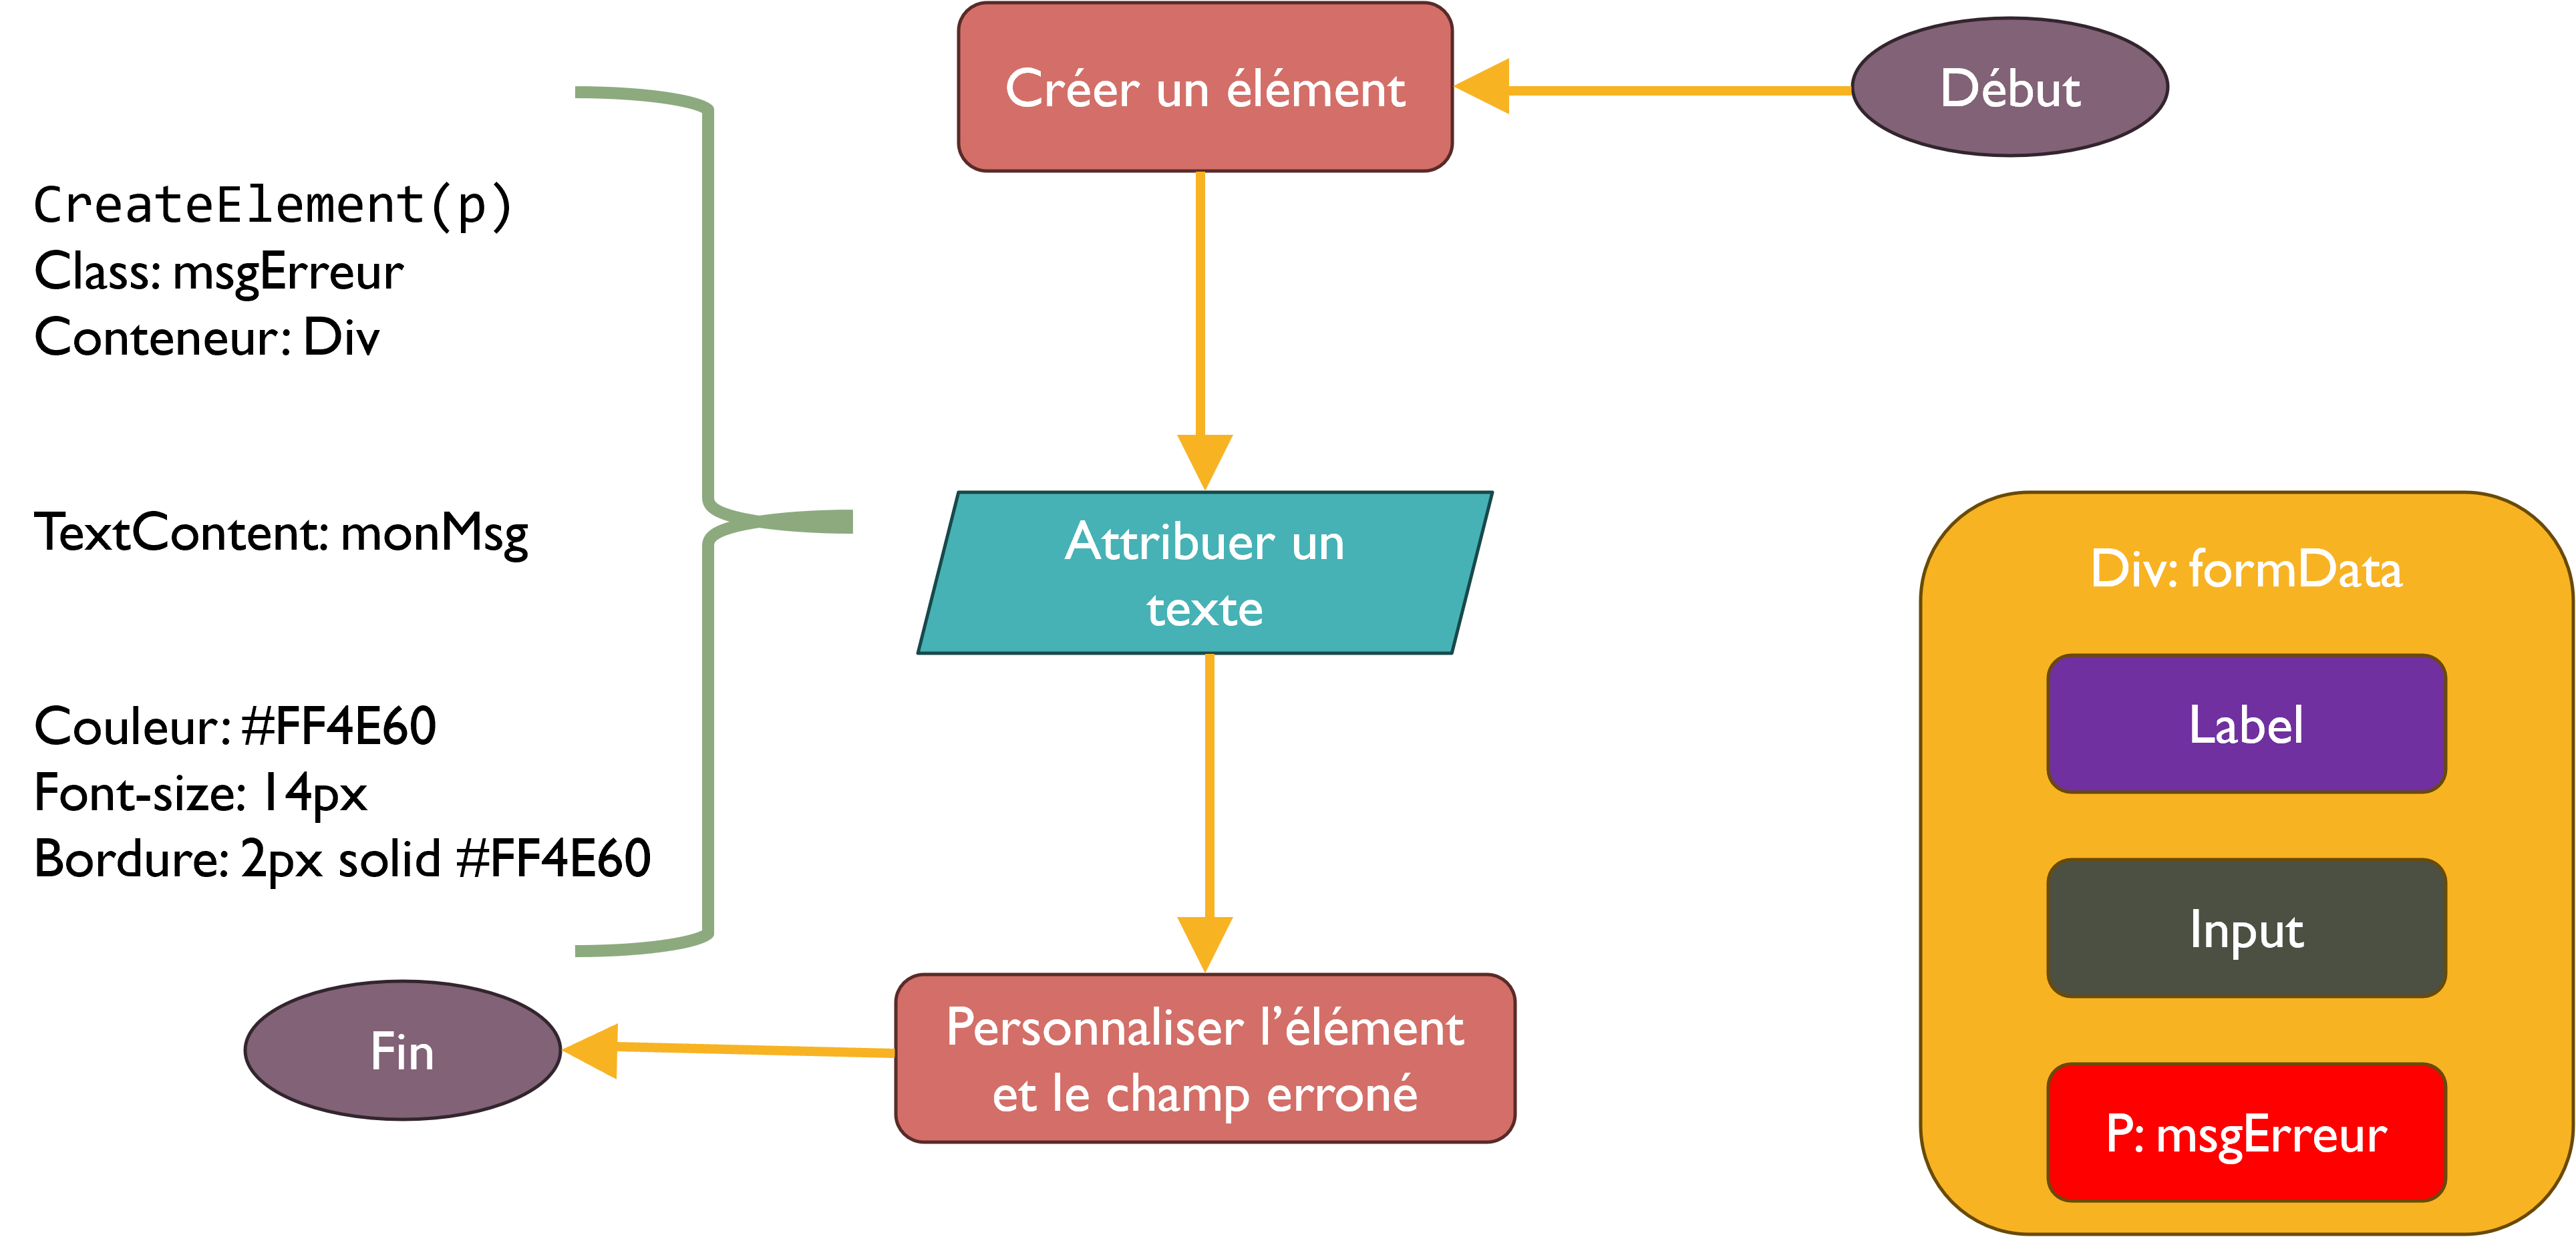 Créer un élément
Début
CreateElement(p)
Class: msgErreur
Conteneur: Div
TextContent: monMsg
Couleur: #FF4E60
Font-size: 14px
Bordure: 2px solid #FF4E60
Attribuer un
texte
Personnaliser l’élément
et le champ erroné
Fin
Div: formData
Label
Input
P: msgErreur